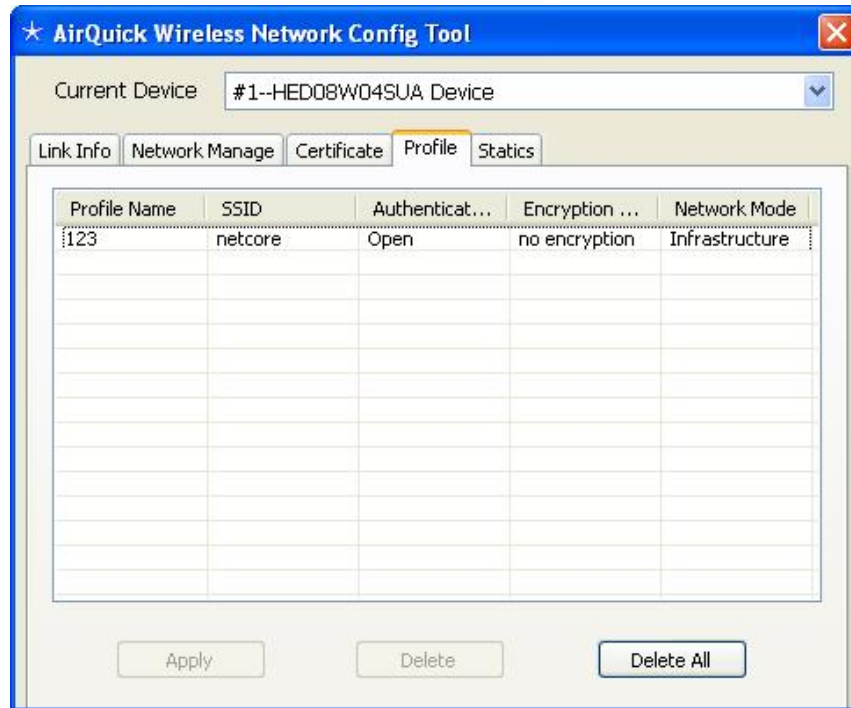 AirQuick Wireless Network Config Tool
Current Device #1--HED08W04SUA Device
Link Info Network Manage Certificate Profile Statics
Profile Name SSID Authenticat... Encryption ... Network Mode
123 netcore Open no encryption Infrastructure
Apply Delete Delete All